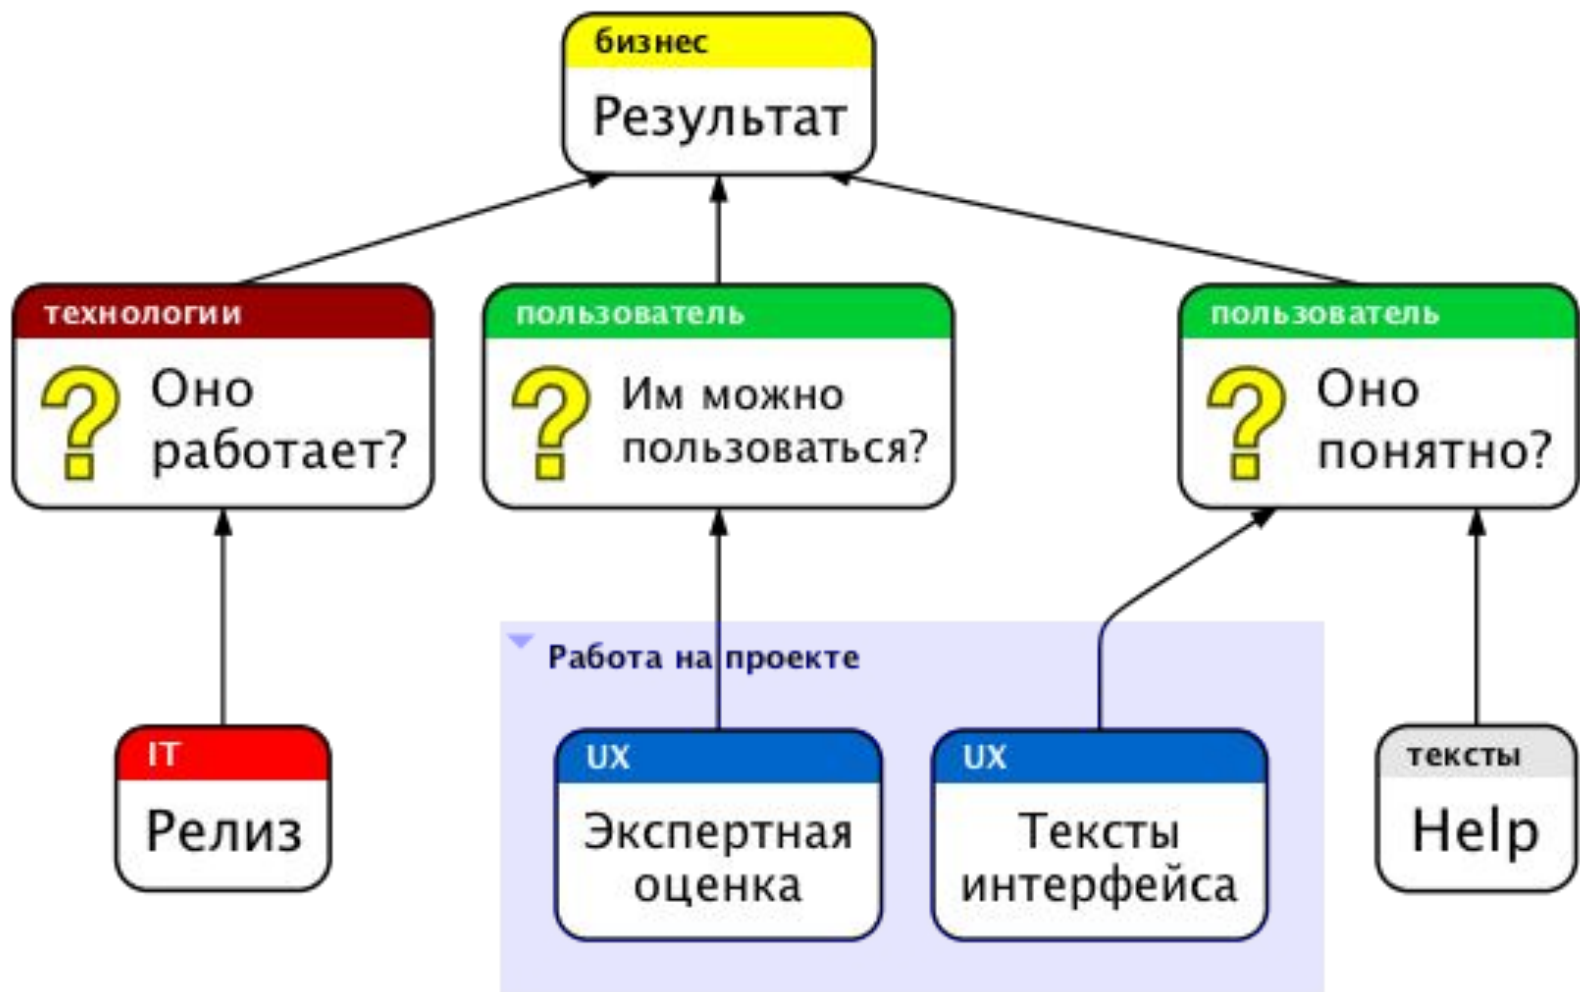 бизнес
Результат
технологии
Оно
работает?
пользователь
Им можно
пользоваться?
пользователь
Оно
понятно?
Работа на проекте
IT
Релиз
UX
Экспертная
оценка
UX
Тексты
интерфейса
тексты
Help